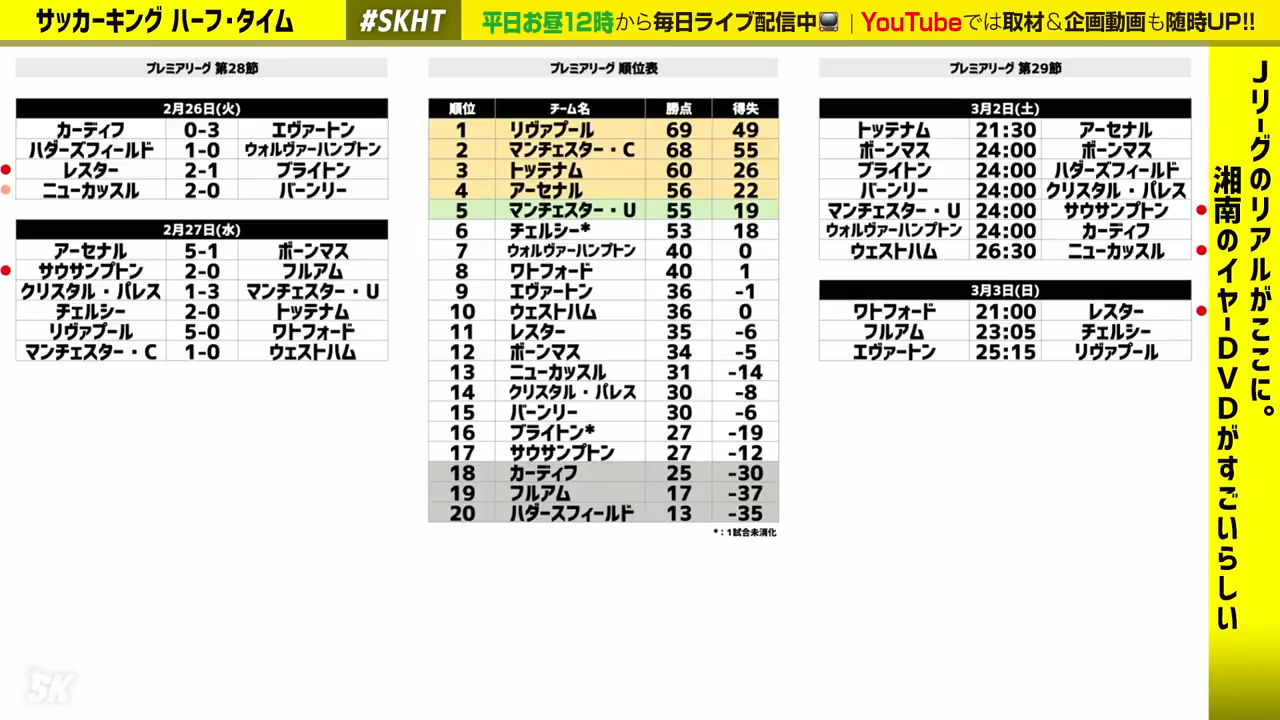 サッカーキング ハーフ・タイム
#SKHT
平日お昼12時から毎日ライブ配信中 | YouTubeでは取材&企画動画も随時UP!!
プレミアリーグ 第28節
2月26日(火)
カーディフ 0-3 エヴァートン
ハダーズフィールド 1-0 ウォルヴァーハンプトン
レスター 2-1 ブライトン
ニューカッスル 2-0 バーンリー
2月27日(水)
アーセナル 5-1 ボーンマス
サウサンプトン 2-0 フルアム
クリスタル・パレス 1-3 マンチェスター・U
チェルシー 2-0 トッテナム
リヴァプール 5-0 ワトフォード
マンチェスター・C 1-0 ウェストハム
プレミアリーグ 順位表
順位 チーム名 勝点 得失
1 リヴァプール 69 49
2 マンチェスター・C 68 55
3 トッテナム 60 26
4 アーセナル 56 22
5 マンチェスター・U 55 19
6 チェルシー* 53 18
7 ウォルヴァーハンプトン 40 0
8 ワトフォード 40 1
9 エヴァートン 36 -1
10 ウェストハム 36 0
11 レスター 35 -6
12 ボーンマス 34 -5
13 ニューカッスル 31 -14
14 クリスタル・パレス 30 -8
15 バーンリー 30 -6
16 ブライトン* 27 -19
17 サウサンプトン 27 -12
18 カーディフ 25 -30
19 フルアム 17 -37
20 ハダースフィールド 13 -35
*：1試合未消化
プレミアリーグ 第29節
3月2日(土)
トッテナム 21:30 アーセナル
ボーンマス 24:00 ボーンマス
ブライトン 24:00 ハダーズフィールド
バーンリー 24:00 クリスタル・パレス
マンチェスター・U 24:00 サウサンプトン
ウォルヴァーハンプトン 24:00 カーディフ
ウェストハム 26:30 ニューカッスル
3月3日(日)
ワトフォード 21:00 レスター
フルアム 23:05 チェルシー
エヴァートン 25:15 リヴァプール
Jリーグのリアルがここに。
湘南のイヤーDVDがすごいらしい
SK